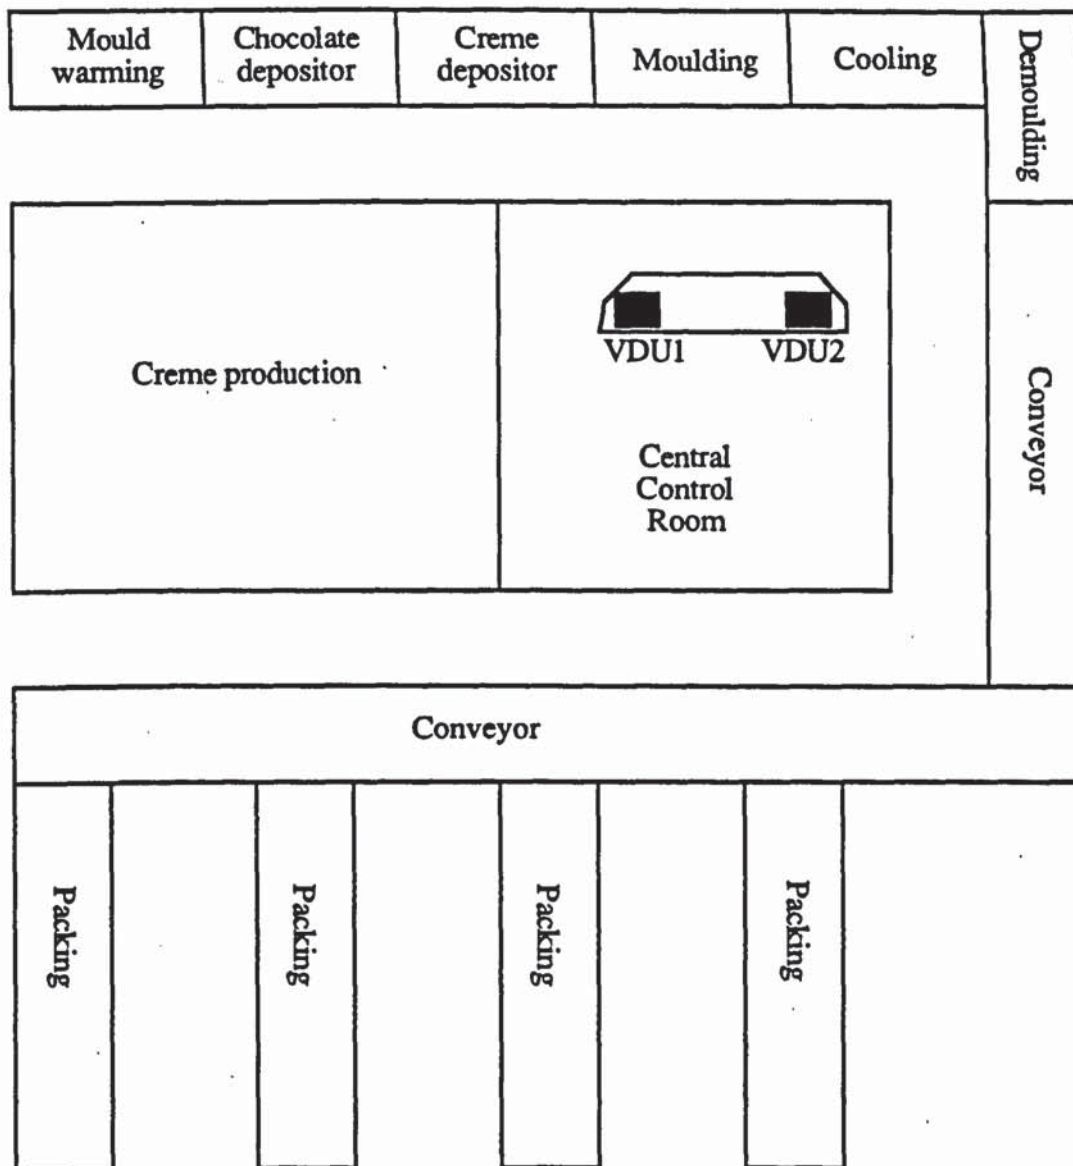 Mould
warming
Chocolate
depositor
Creme
depositor
Moulding
Cooling
Demoulding
Creme production
VDU1
VDU2
Central
Control
Room
Conveyor
Conveyor
Packing
Packing
Packing
Packing